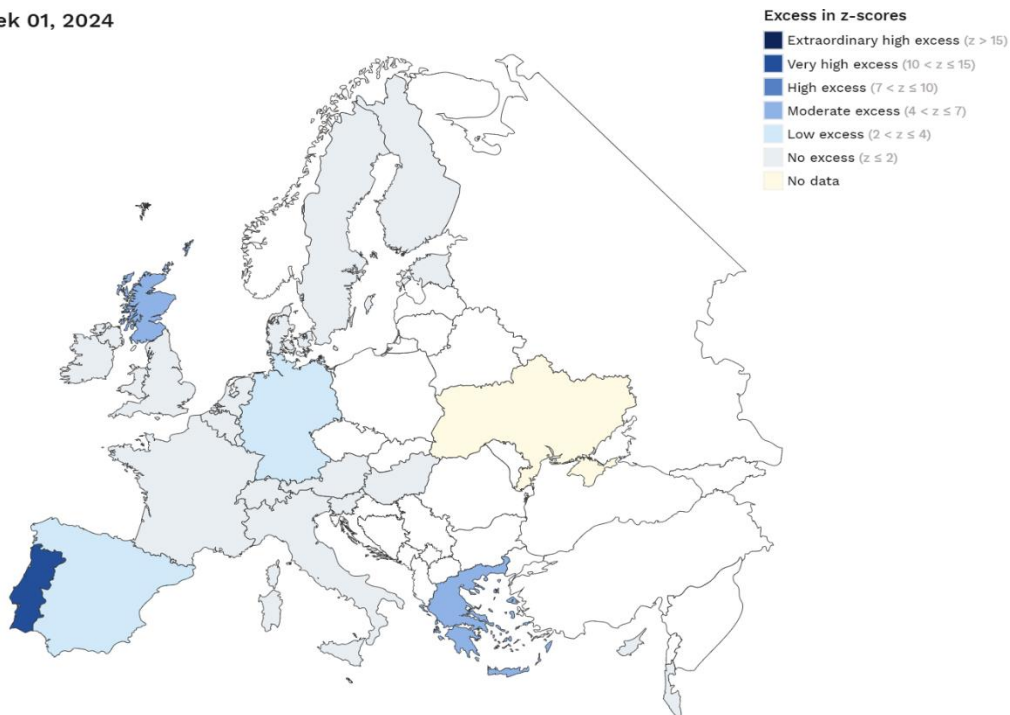 ek 01, 2024
Excess in z-scores
Extraordinary high excess (z > 15)
Very high excess (10 < z ≤ 15)
High excess (7 < z ≤ 10)
Moderate excess (4 < z ≤ 7)
Low excess (2 < z ≤ 4)
No excess (z ≤ 2)
No data